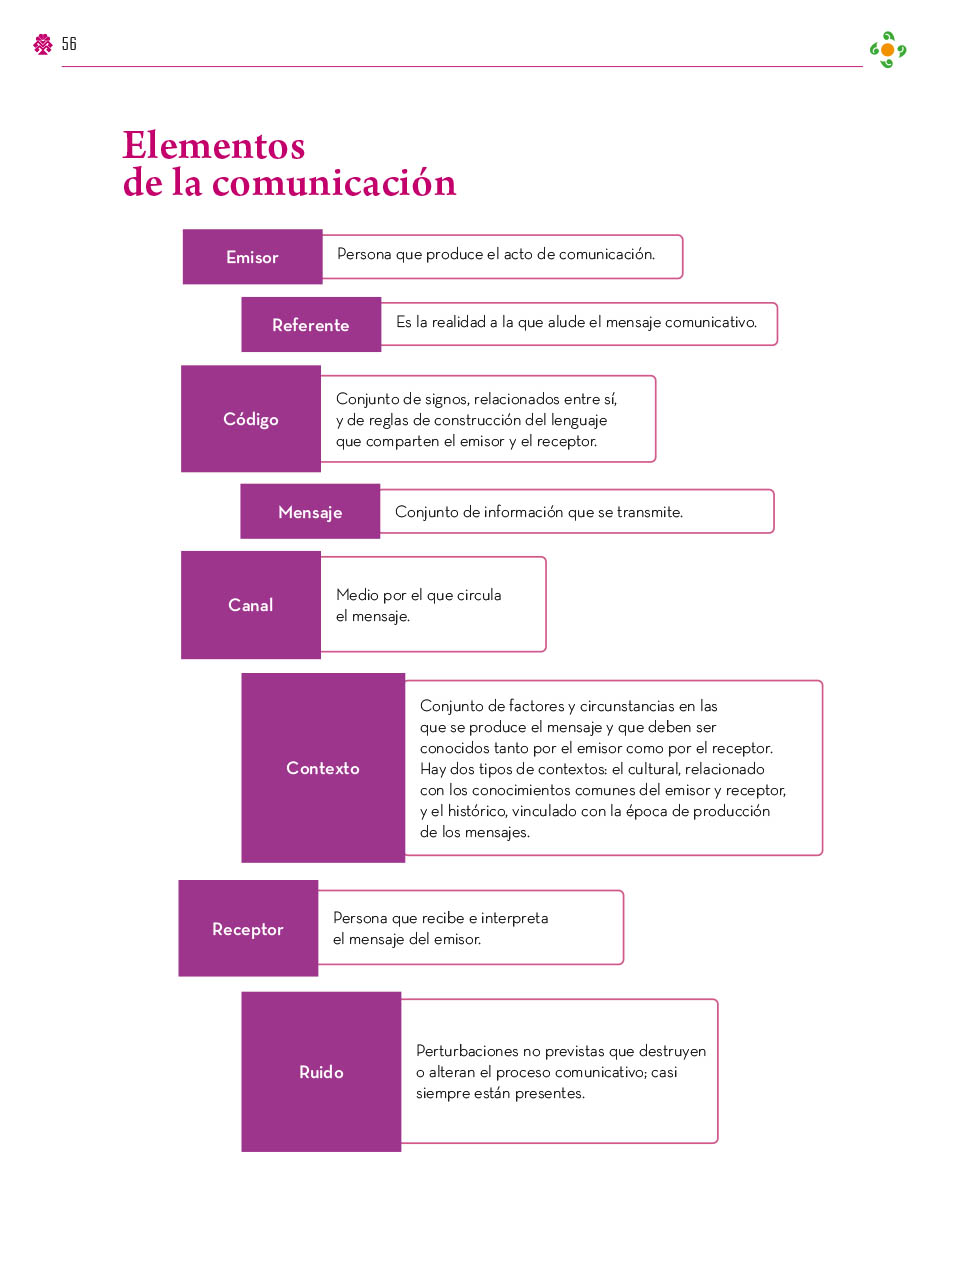 56
Elementos
de la comunicación
Emisor
Persona que produce el acto de comunicación.
Referente
Es la realidad a la que alude el mensaje comunicativo.
Código
Conjunto de signos, relacionados entre sí,
y de reglas de construcción del lenguaje
que comparten el emisor y el receptor.
Mensaje
Conjunto de información que se transmite.
Canal
Medio por el que circula
el mensaje.
Contexto
Conjunto de factores y circunstancias en las
que se produce el mensaje y que deben ser
conocidos tanto por el emisor como por el receptor.
Hay dos tipos de contextos: el cultural, relacionado
con los conocimientos comunes del emisor y receptor,
y el histórico, vinculado con la época de producción
de los mensajes.
Receptor
Persona que recibe e interpreta
el mensaje del emisor.
Ruido
Perturbaciones no previstas que destruyen
o alteran el proceso comunicativo; casi
siempre están presentes.